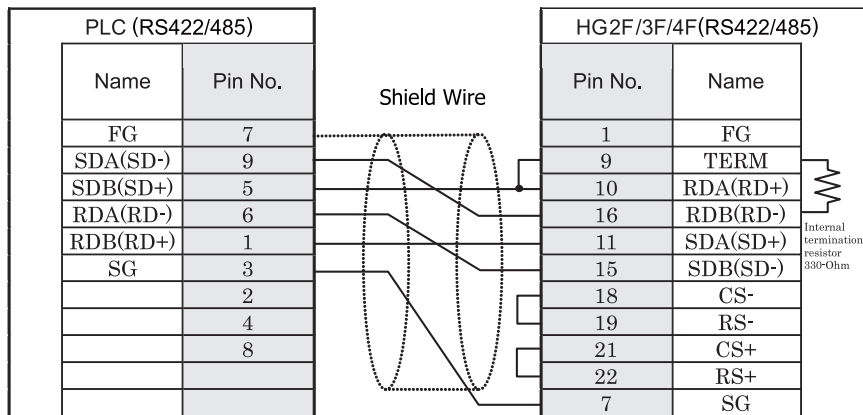 PLC (RS422/485) HG2F/3F/4F(RS422/485)
Name Pin No. Shield Wire Pin No. Name
FG 7 1 FG
SDA(SD-) 9 9 TERM
SDB(SD+) 5 10 RDA(RD+)
RDA(RD-) 6 16 RDB(RD-)
RDB(RD+) 1 11 SDA(SD+)
SG 3 15 SDB(SD-)
2 18 CS-
4 19 RS-
8 21 CS+
22 RS+
7 SG
Internal
termination
resistor
330-Ohm